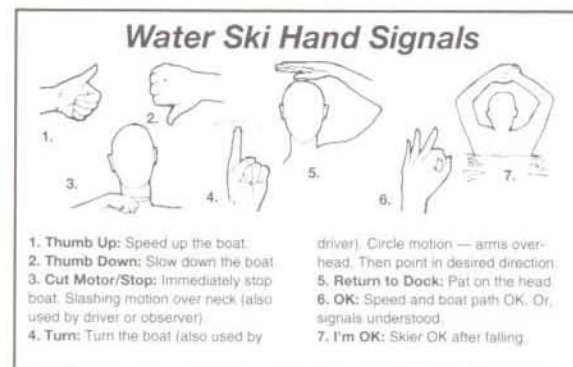 Water Ski Hand Signals
1.
2.
3.
4.
5.
6.
7.
1. Thumb Up: Speed up the boat.
2. Thumb Down: Slow down the boat
3. Cut Motor/Stop: Immediately stop
boat. Slashing motion over neck (also
used by driver or observer).
4. Turn: Turn the boat (also used by
driver). Circle motion — arms over-
head. Then point in desired direction.
5. Return to Dock: Pat on the head.
6. OK: Speed and boat path OK. Or,
signals understood.
7. I'm OK: Skier OK after falling.